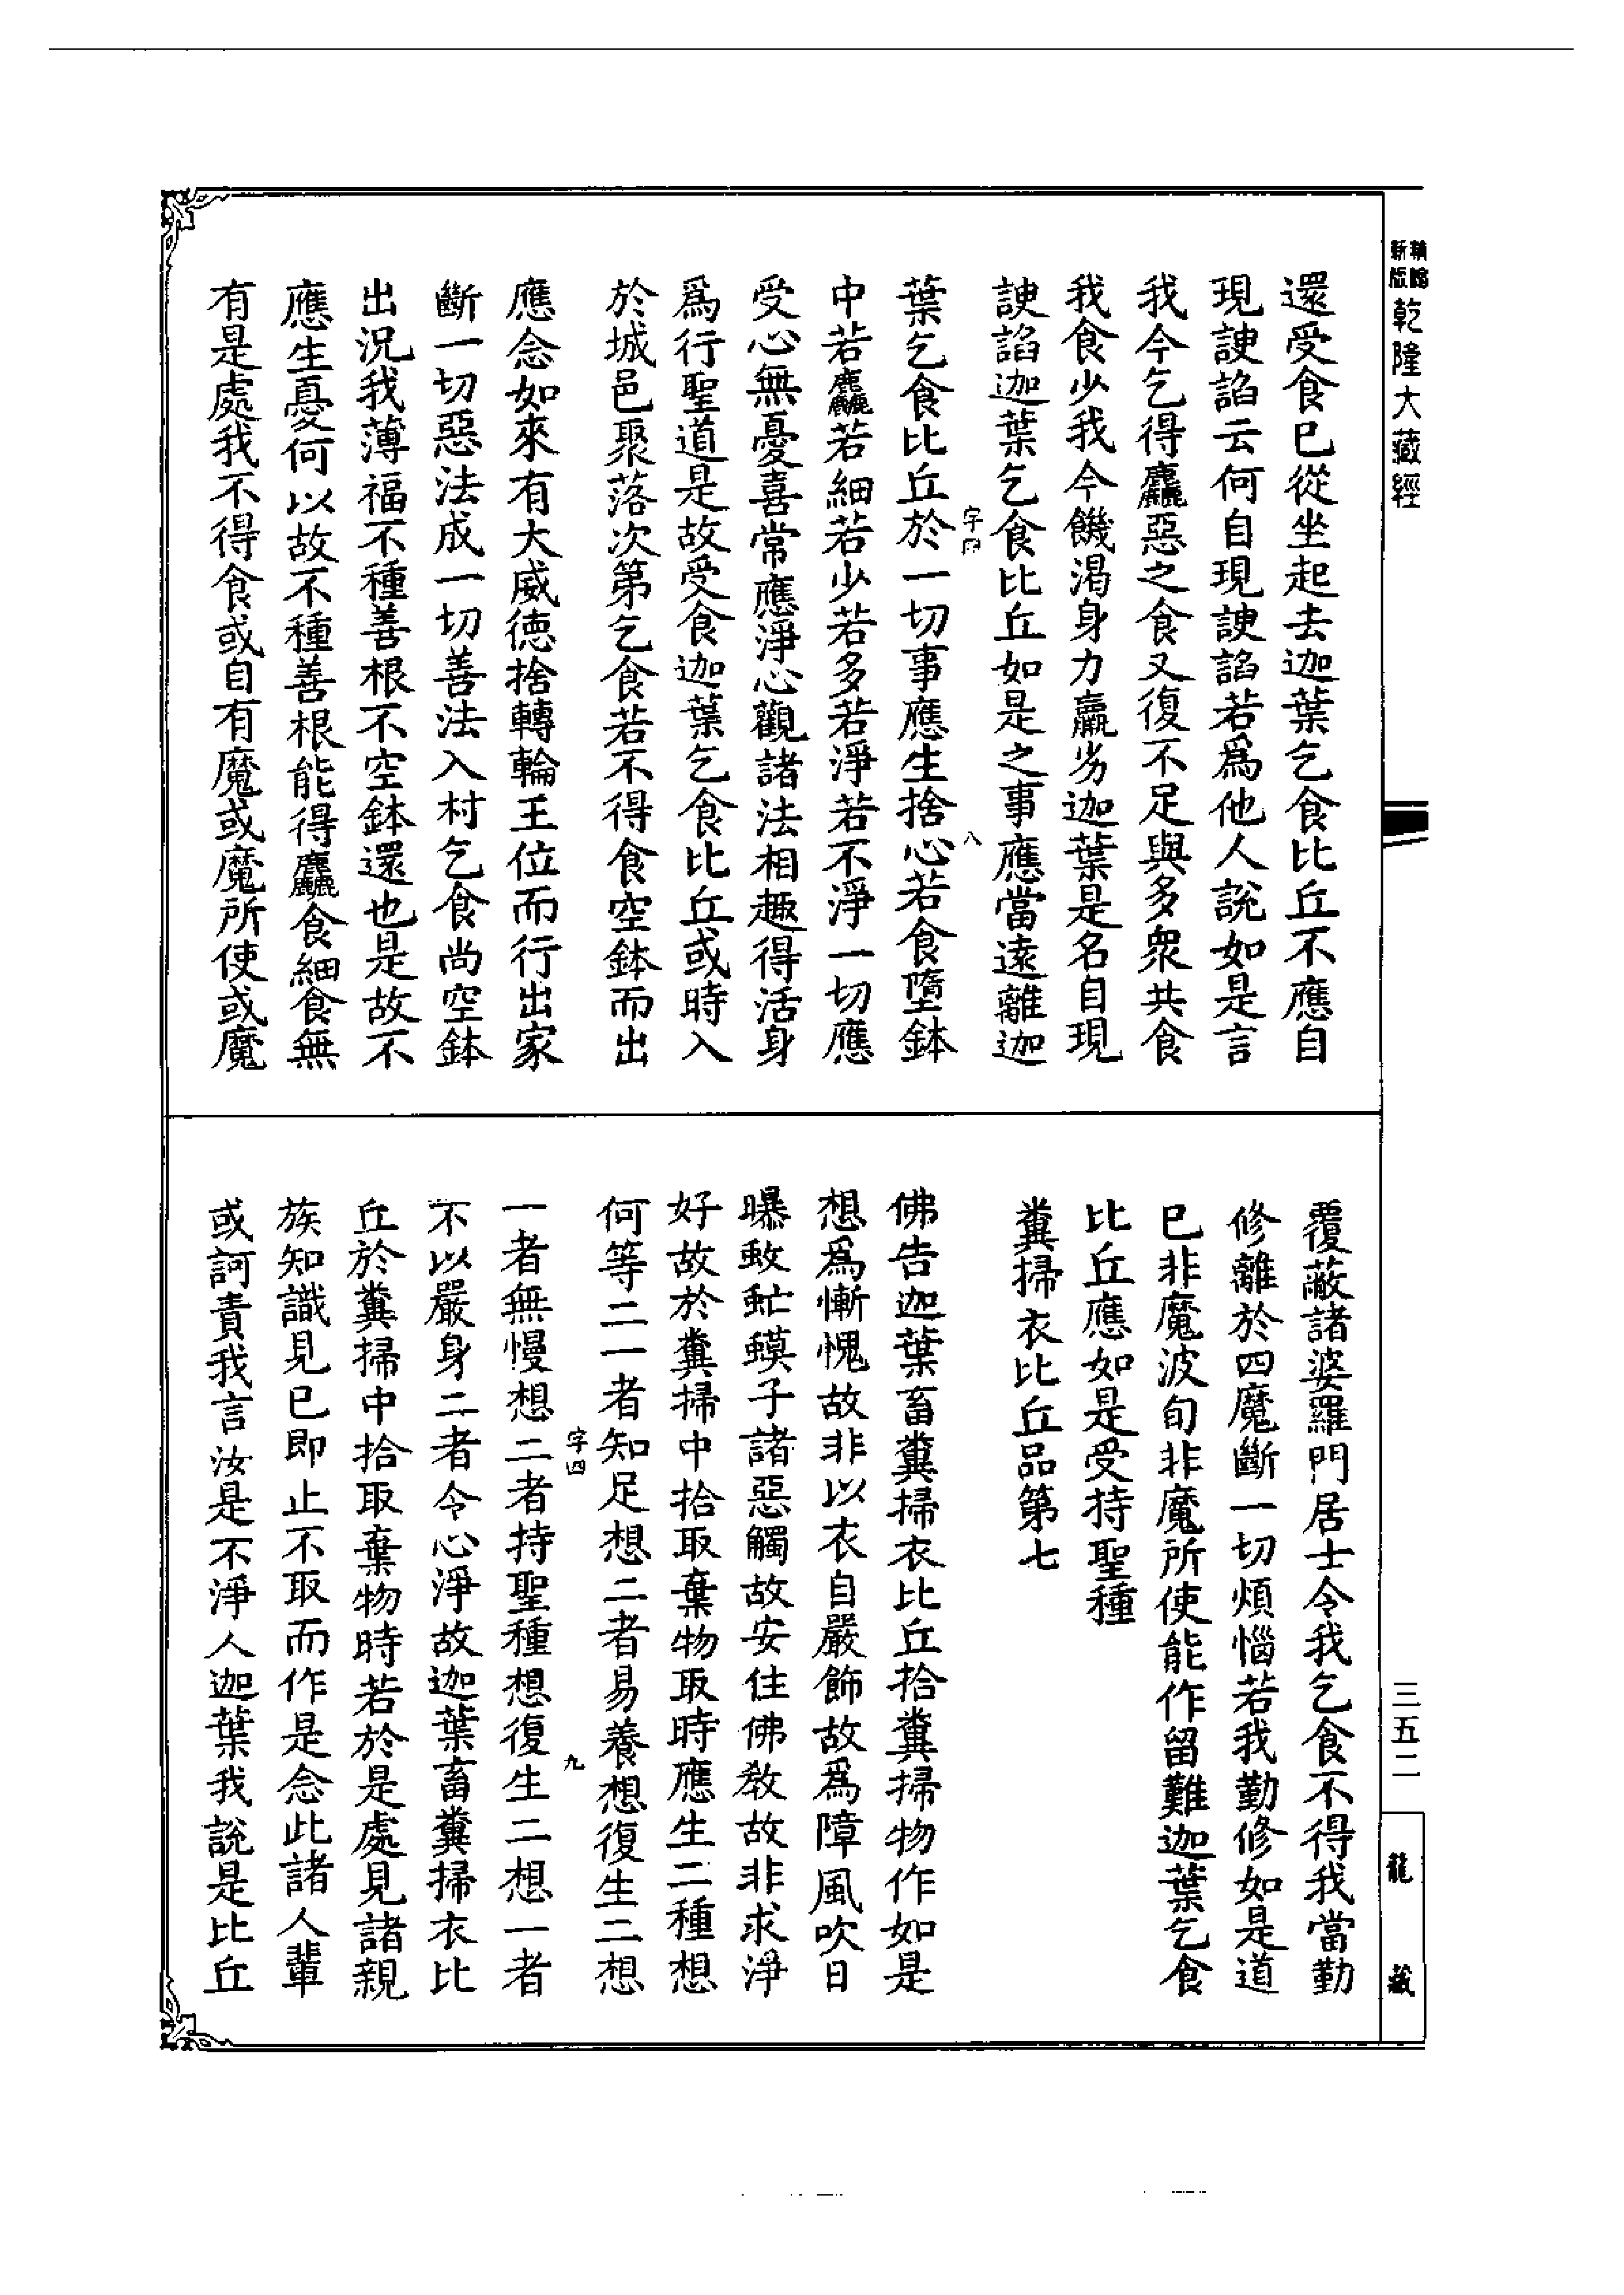 新版
乾隆大藏經
還受食已從坐起去迦葉乞食比丘不應自
現諛諂云何自現諛諂若爲他人說如是言
我今乞得麤惡之食又復不足與多衆共食
我食少我今饑渴身力羸劣迦葉是名自現
諛諂迦葉乞食比丘如是之事應當遠離迦
葉乞食比丘於一切事應生捨心若食墮鉢
字四 八
中若麤若細若少若多若淨若不淨一切應
受心無憂喜常應淨心觀諸法相趣得活身
爲行聖道是故受食迦葉乞食比丘或時入
於城邑聚落次第乞食若不得食空鉢而出
應念如來有大威德捨轉輪王位而行出家
斷一切惡法成一切善法入村乞食尚空鉢
出況我薄福不種善根不空鉢還也是故不
應生憂何以故不種善根能得麤食細食無
有是處我不得食或自有魔或魔所使或魔
覆蔽諸婆羅門居士令我乞食不得我當勤
修離於四魔斷一切煩惱若我勤修如是道
已非魔波旬非魔所使能作留難迦葉乞食
比丘應如是受持聖種
糞掃衣比丘品第七
佛告迦葉畜糞掃衣比丘拾糞掃物作如是
想爲慚愧故非以衣自嚴飾故爲障風吹日
曝蚊虻蟆子諸惡觸故安住佛教故非求淨
好故於糞掃中拾取棄物取時應生二種想
何等二一者知足想二者易養想復生二想
字四 九
一者無慢想二者持聖種想復生二想一者
不以嚴身二者令心淨故迦葉畜糞掃衣比
丘於糞掃中拾取棄物時若於是處見諸親
族知識見已即止不取而作是念此諸人輩
或訶責我言汝是不淨人迦葉我說是比丘
三五二
龍藏